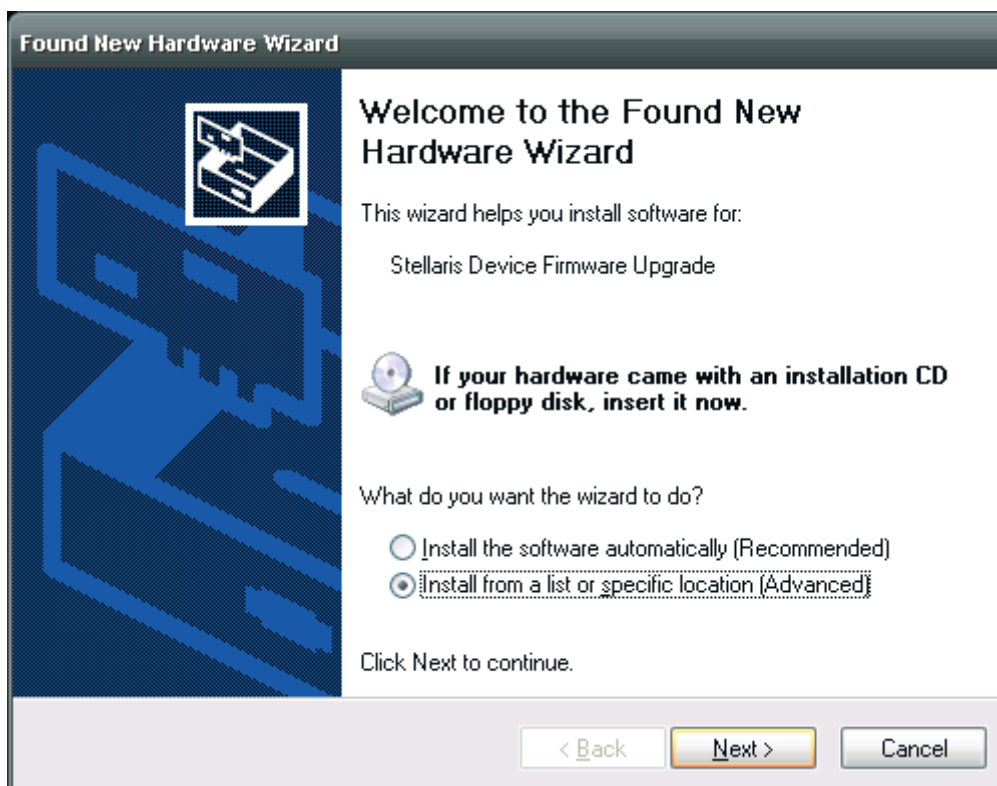 Found New Hardware Wizard
Welcome to the Found New
Hardware Wizard
This wizard helps you install software for:
Stellaris Device Firmware Upgrade
If your hardware came with an installation CD
or floppy disk, insert it now.
What do you want the wizard to do?
Install the software automatically (Recommended)
Install from a list or specific location (Advanced)
Click Next to continue.
< Back
Next >
Cancel